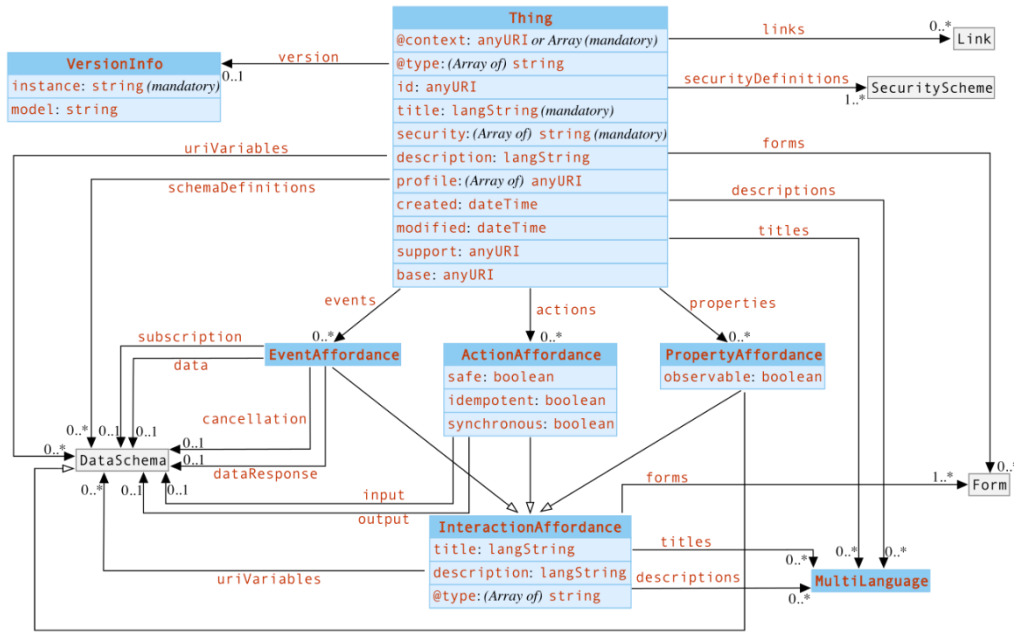 Thing
@context: anyURI or Array (mandatory)
@type: (Array of) string
id: anyURI
title: langString (mandatory)
security: (Array of) string (mandatory)
description: langString
profile: (Array of) anyURI
created: dateTime
modified: dateTime
support: anyURI
base: anyURI
links
0..*
Link
version
0..1
VersionInfo
instance: string (mandatory)
model: string
securityDefinitions
1..*
SecurityScheme
uriVariables
schemaDefinitions
forms
descriptions
titles
events
actions
properties
0..*
0..*
0..*
subscription
data
EventAffordance
ActionAffordance
safe: boolean
idempotent: boolean
synchronous: boolean
PropertyAffordance
observable: boolean
cancellation
0..*
0..1
0..1
0..*
0..1
DataSchema
0..1
dataResponse
0..*
0..1
0..1
input
output
forms
1..*
0..*
Form
InteractionAffordance
title: langString
description: langString
@type: (Array of) string
uriVariables
titles
0..*
0..*
0..*
descriptions
0..*
MultiLanguage